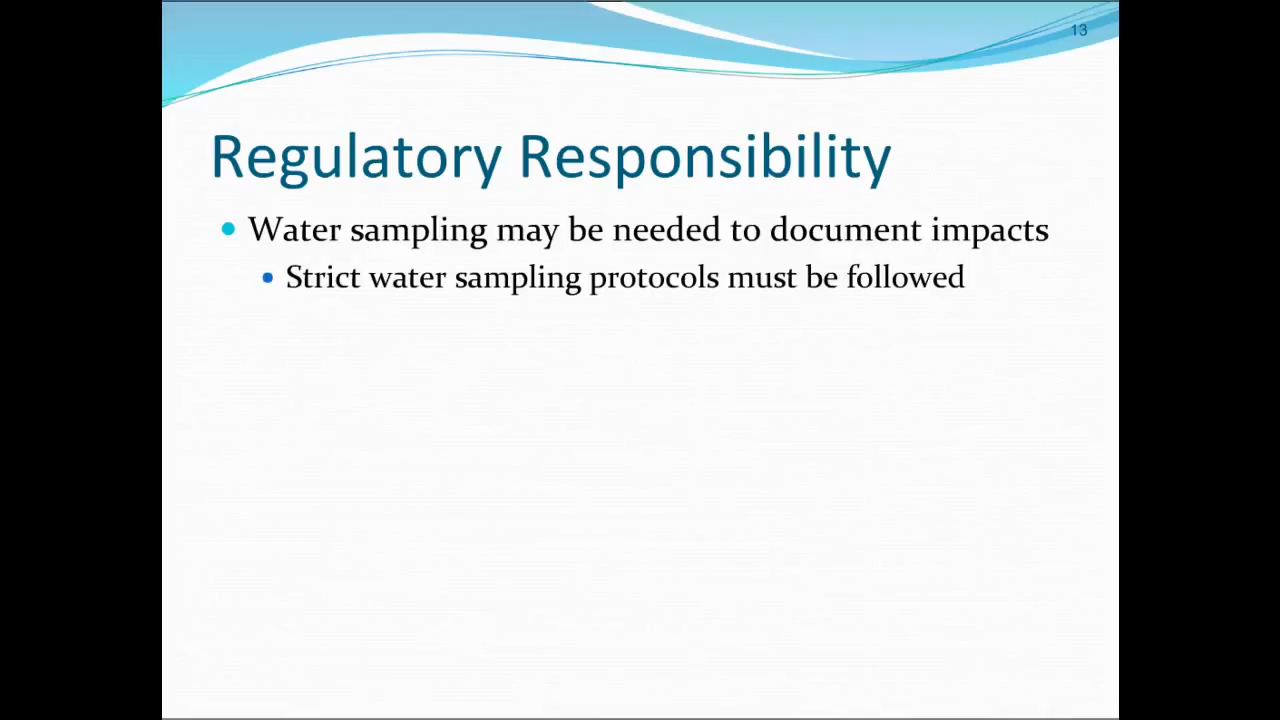 13
Regulatory Responsibility
Water sampling may be needed to document impacts
Strict water sampling protocols must be followed